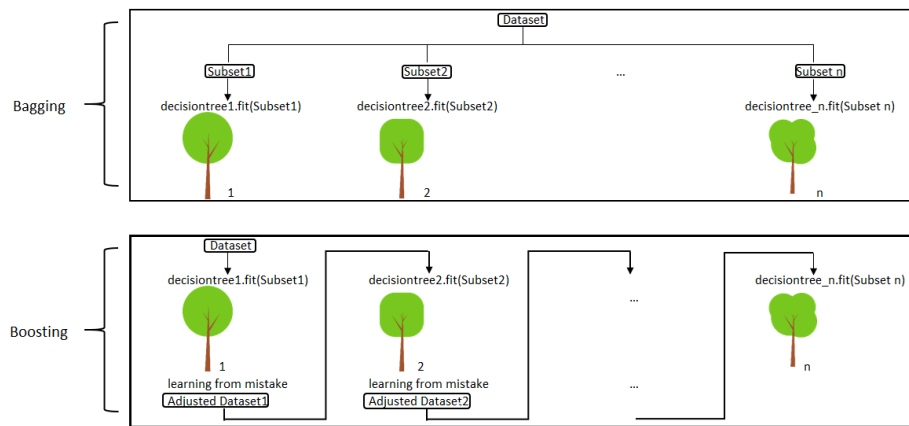 Dataset
Subset1 Subset2 ... Subset n
Bagging
decisiontree1.fit(Subset1) decisiontree2.fit(Subset2) decisiontree_n.fit(Subset n)
1 2 n
Dataset
decisiontree1.fit(Subset1) decisiontree2.fit(Subset2) decisiontree_n.fit(Subset n)
...
Boosting
1 2 n
learning from mistake learning from mistake ...
Adjusted Dataset1 Adjusted Dataset2